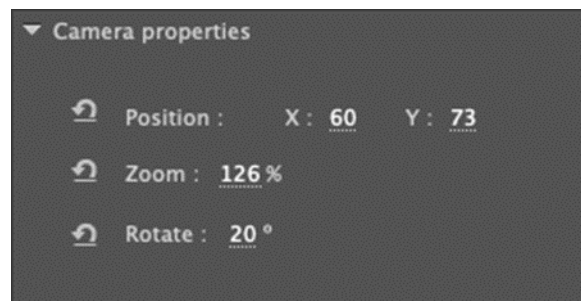 Camera properties
Position : X : 60 Y : 73
Zoom : 126 %
Rotate : 20 º